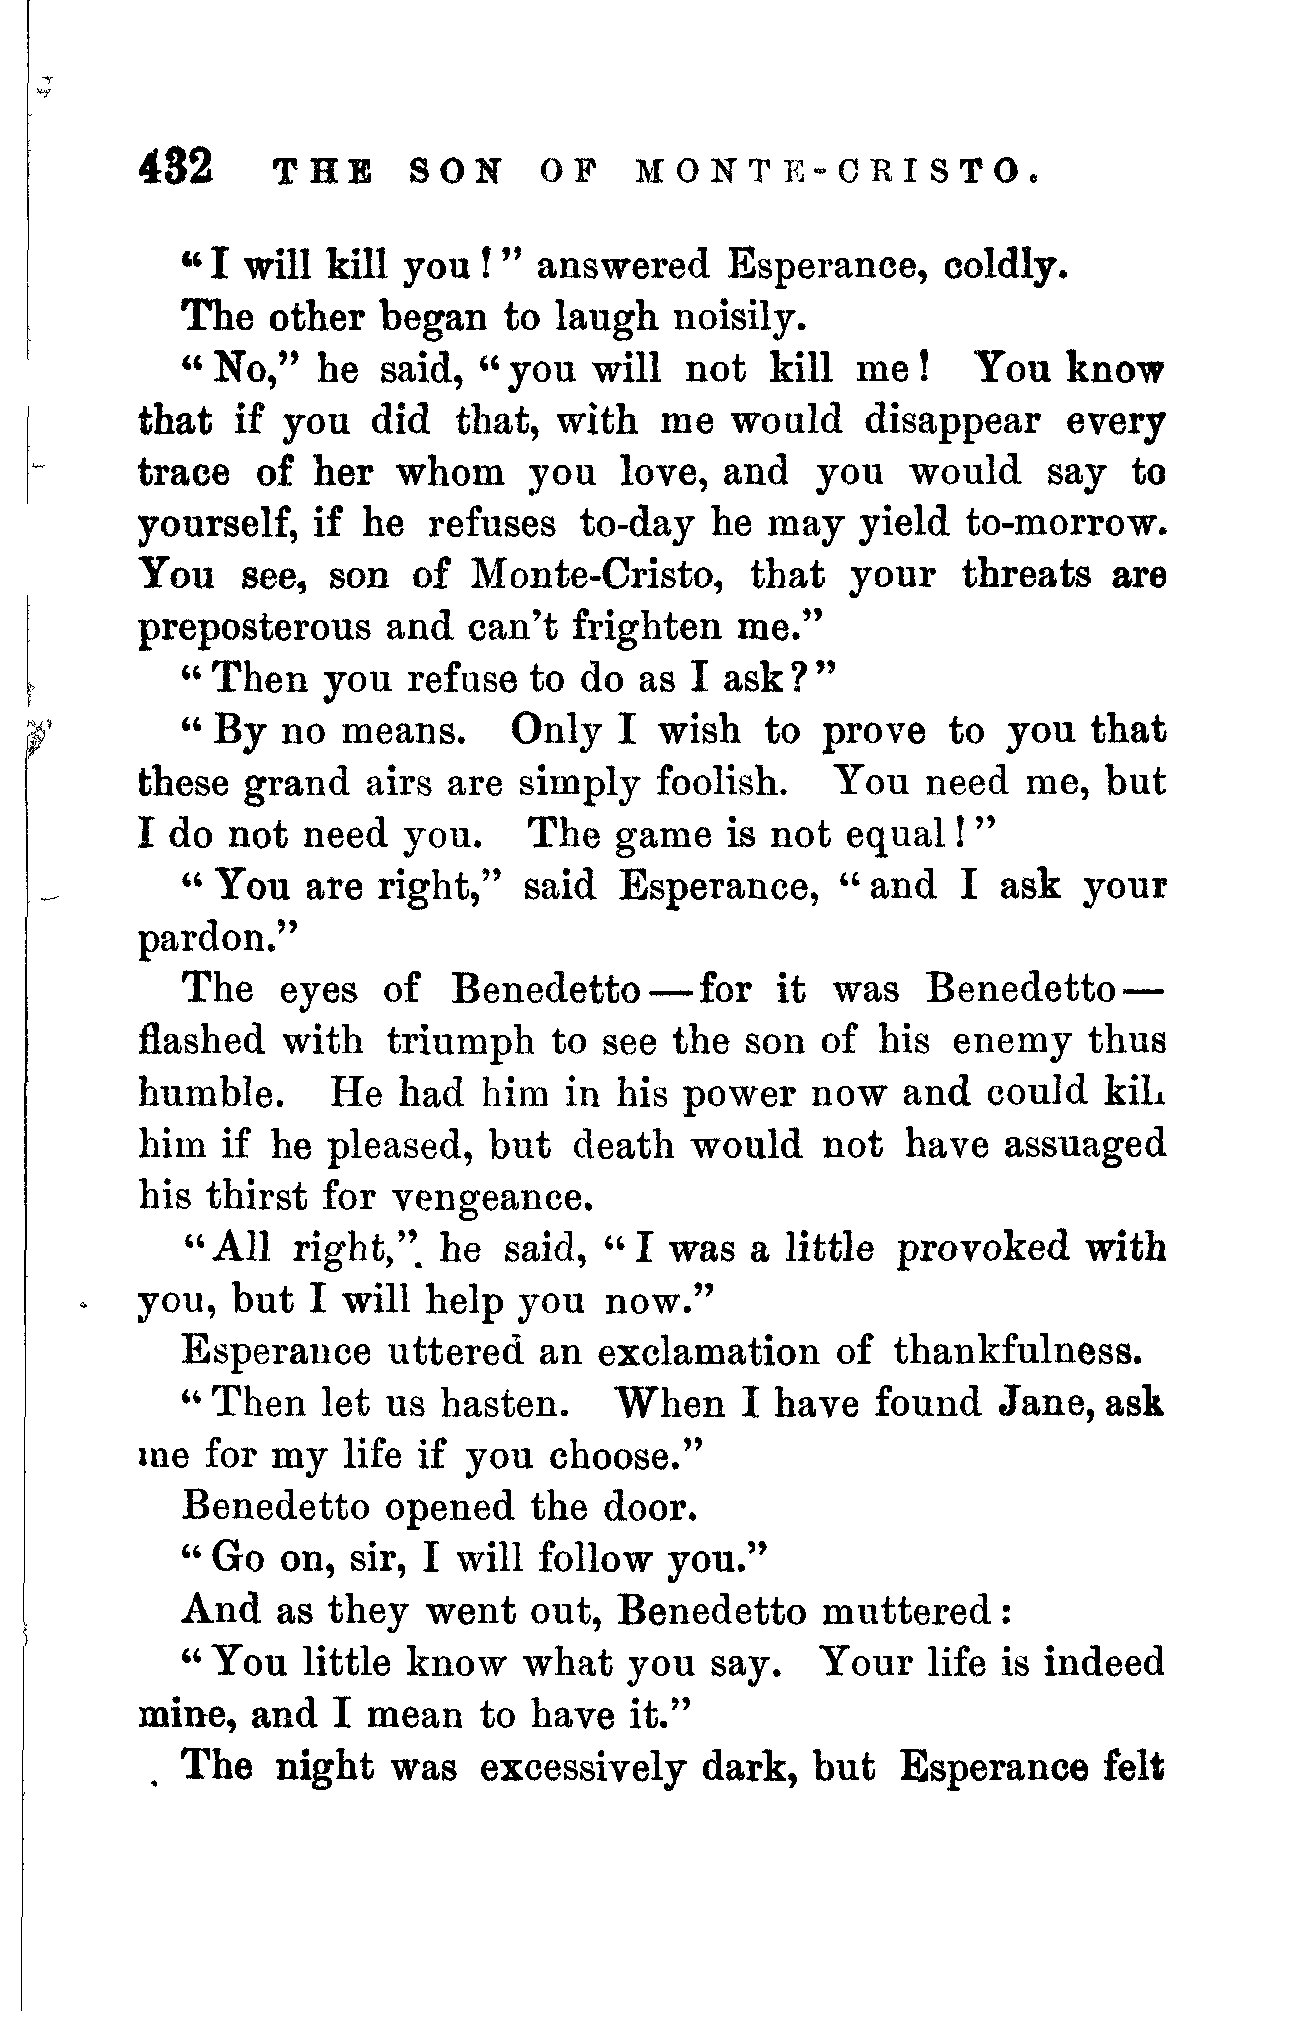 432 THE SON OF MONTE-CRISTO.
"I will kill you!" answered Esperance, coldly.
The other began to laugh noisily.
"No," he said, "you will not kill me! You know
that if you did that, with me would disappear every
trace of her whom you love, and you would say to
yourself, if he refuses to-day he may yield to-morrow.
You see, son of Monte-Cristo, that your threats are
preposterous and can't frighten me."
"Then you refuse to do as I ask?"
"By no means. Only I wish to prove to you that
these grand airs are simply foolish. You need me, but
I do not need you. The game is not equal!"
"You are right," said Esperance, "and I ask your
pardon."
The eyes of Benedetto—for it was Benedetto—
flashed with triumph to see the son of his enemy thus
humble. He had him in his power now and could kill
him if he pleased, but death would not have assuaged
his thirst for vengeance.
"All right," he said, "I was a little provoked with
you, but I will help you now."
Esperance uttered an exclamation of thankfulness.
"Then let us hasten. When I have found Jane, ask
me for my life if you choose."
Benedetto opened the door.
"Go on, sir, I will follow you."
And as they went out, Benedetto muttered:
"You little know what you say. Your life is indeed
mine, and I mean to have it."
The night was excessively dark, but Esperance felt